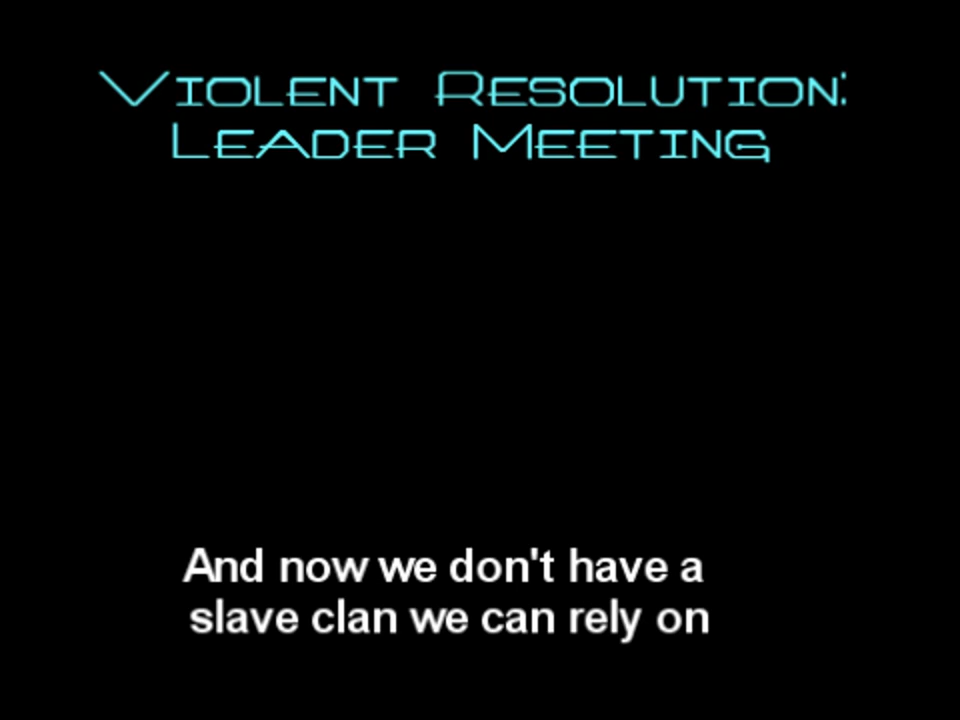 Violent Resolution:
Leader Meeting
And now we don't have a
slave clan we can rely on